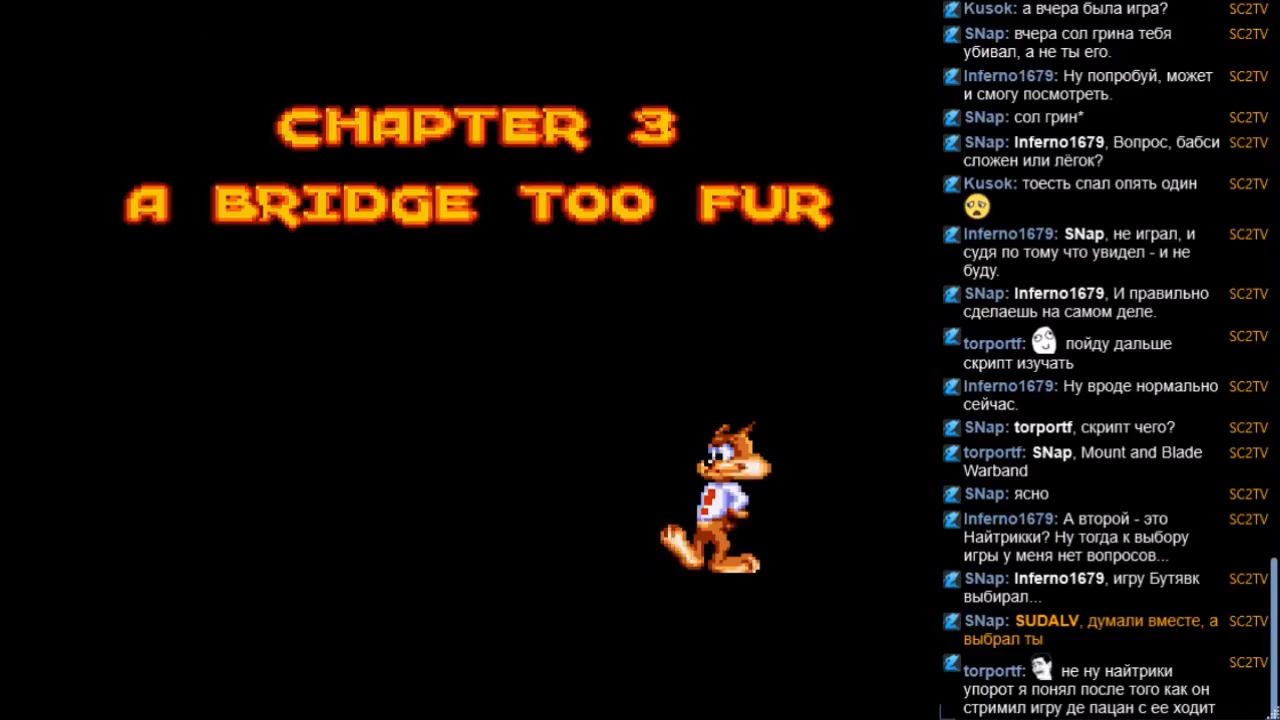 CHAPTER 3
A BRIDGE TOO FUR
Kusok: а вчера была игра? SC2TV
SNap: вчера сол грина тебя SC2TV
убивал, а не ты его.
Inferno1679: Ну попробуй, может SC2TV
и смогу посмотреть.
SNap: сол грин* SC2TV
SNap: Inferno1679, Вопрос, бабси SC2TV
сложен или лёгок?
Kusok: тоесть спал опять один SC2TV
Inferno1679: SNap, не играл, и SC2TV
судя по тому что увидел - и не
буду.
SNap: Inferno1679, И правильно SC2TV
сделаешь на самом деле.
torportf: пойду дальше SC2TV
скрипт изучать
Inferno1679: Ну вроде нормально SC2TV
сейчас.
SNap: torportf, скрипт чего? SC2TV
torportf: SNap, Mount and Blade SC2TV
Warband
SNap: ясно SC2TV
Inferno1679: А второй - это SC2TV
Найтрикки? Ну тогда к выбору
игры у меня нет вопросов...
SNap: Inferno1679, игру Бутявк SC2TV
выбирал...
SNap: SUDALV, думали вместе, а SC2TV
выбрал ты
torportf: не ну найтрики SC2TV
упорот я понял после того как он
стримил игру де пацан с ее ходит